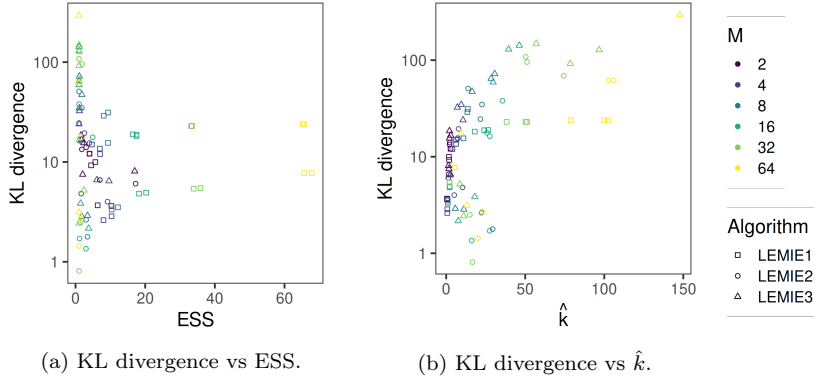 100
10
1
0
20
40
60
KL divergence
ESS
100
10
1
0
50
100
150
KL divergence
k̂
M
2
4
8
16
32
64
Algorithm
LEMIE1
LEMIE2
LEMIE3
(a) KL divergence vs ESS.
(b) KL divergence vs k̂.